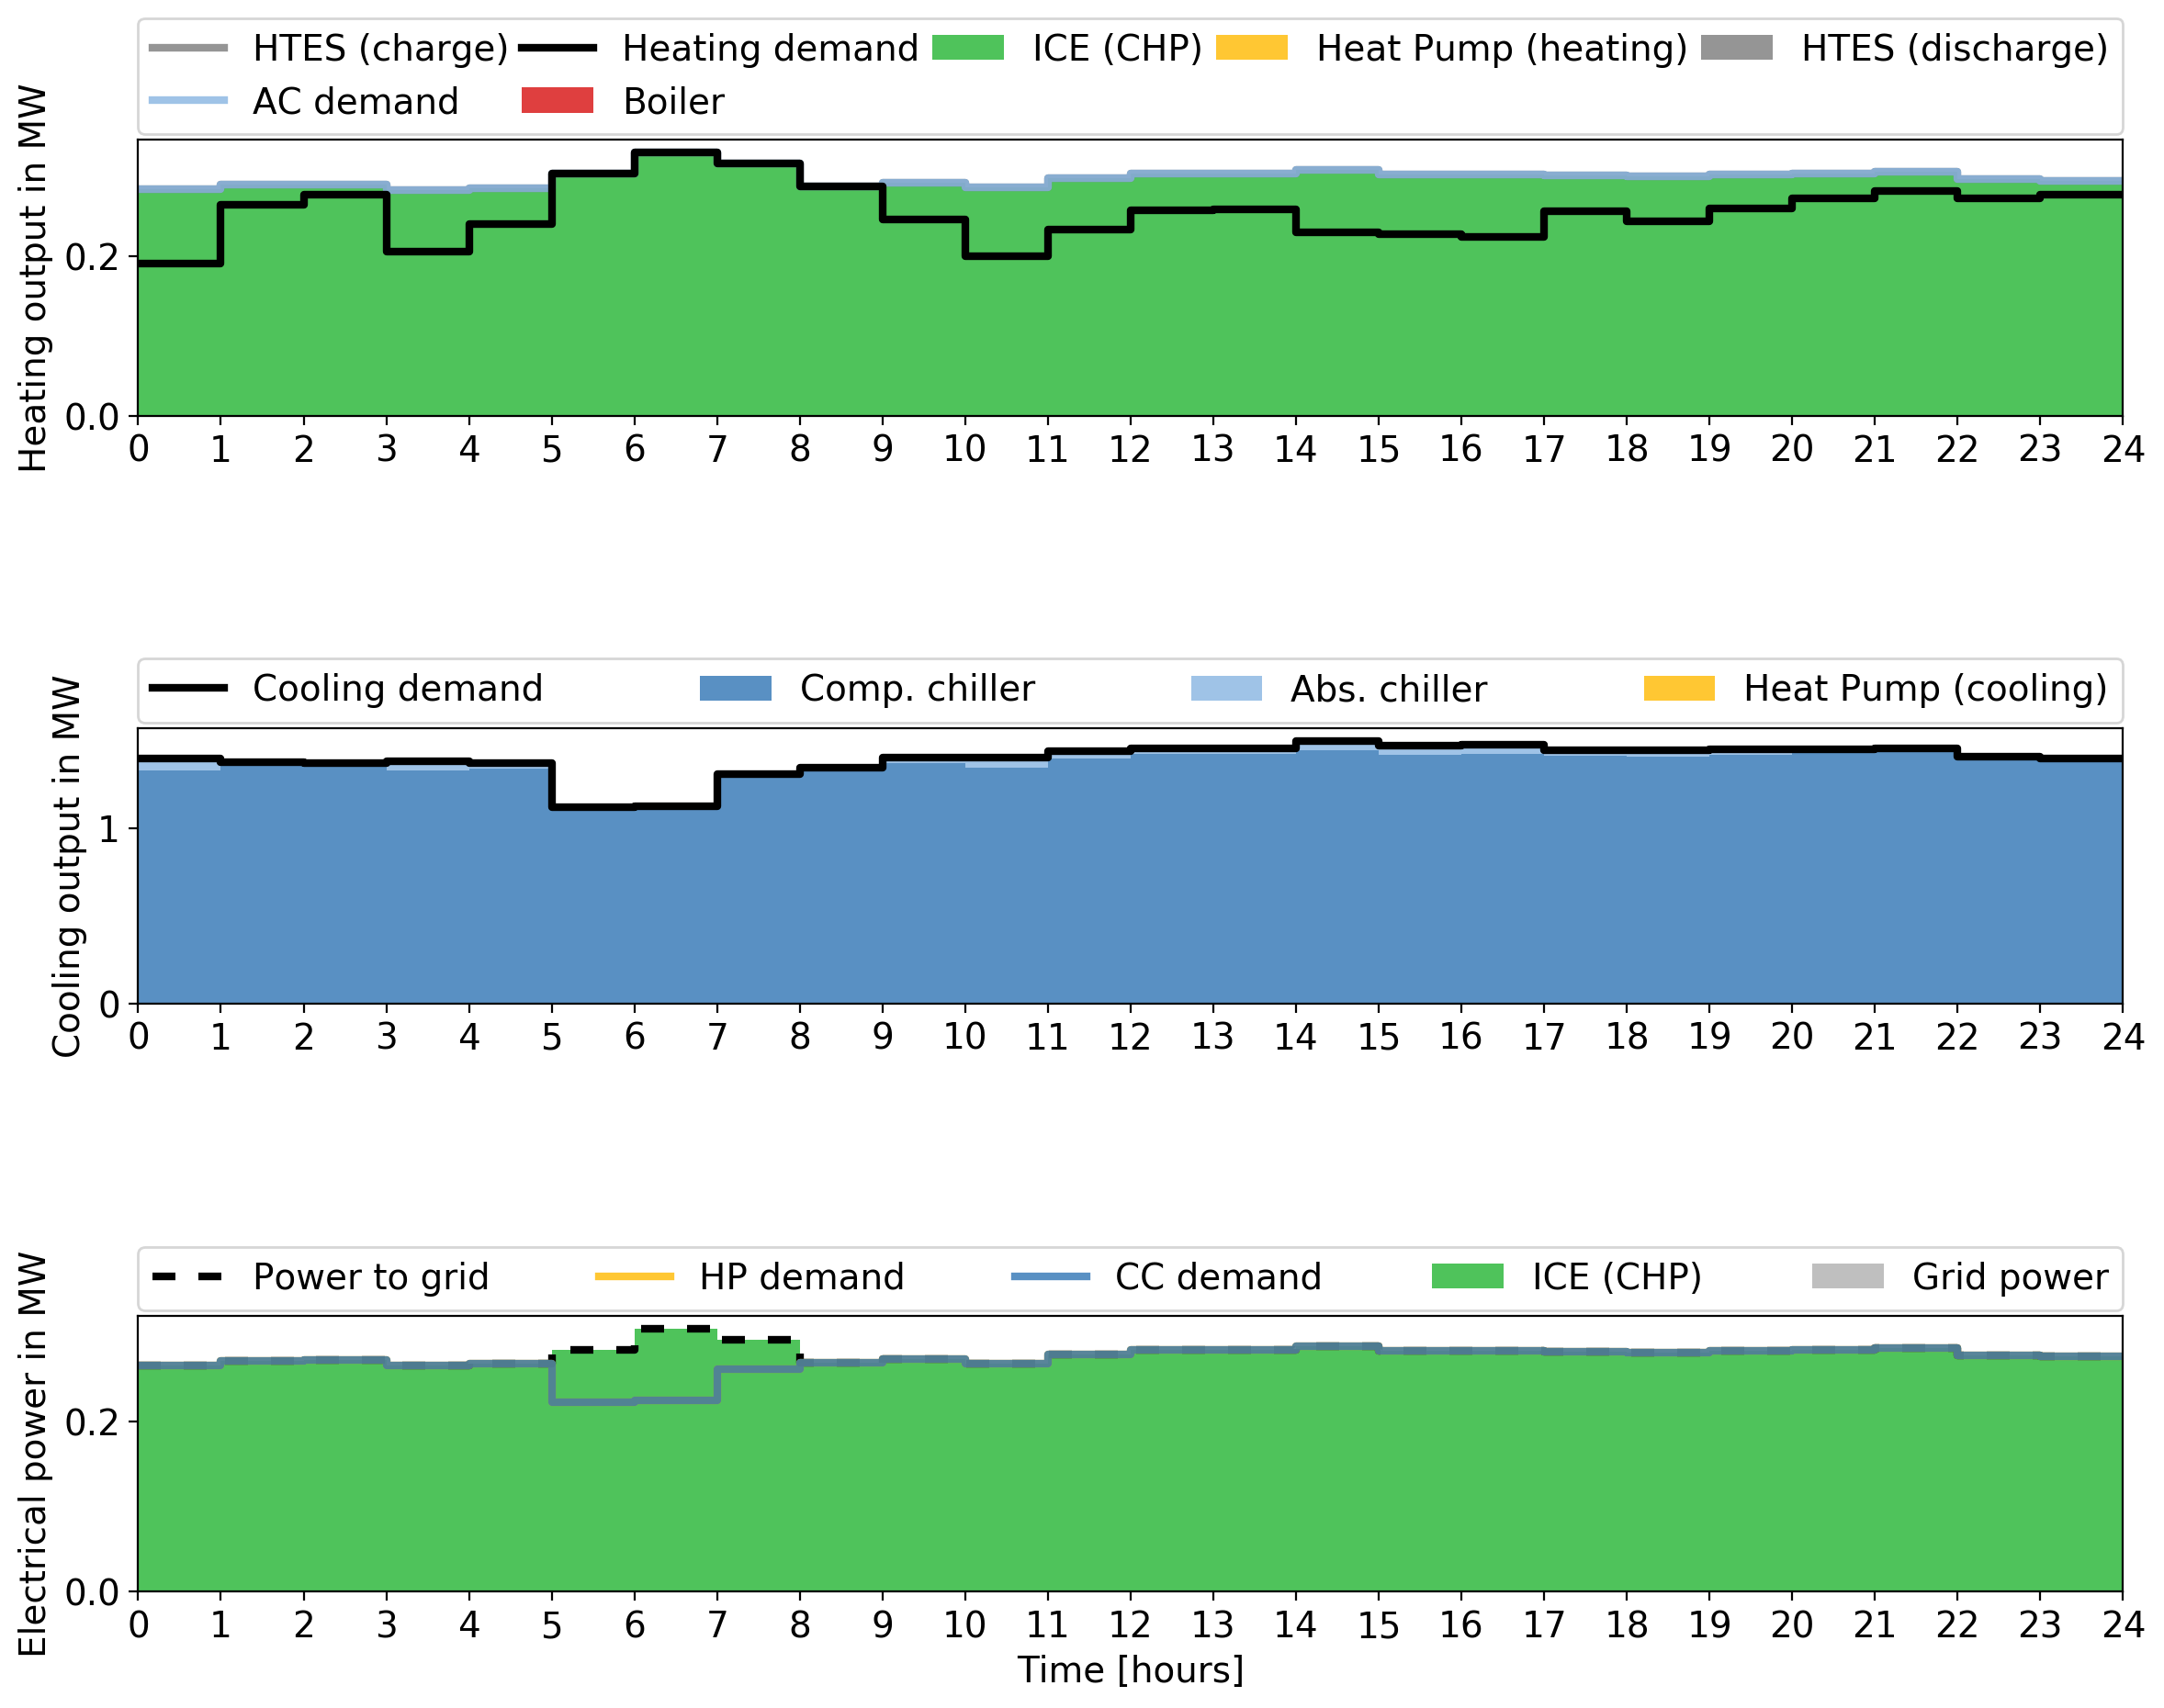 HTES (charge) Heating demand ICE (CHP) Heat Pump (heating) HTES (discharge)
AC demand Boiler
Heating output in MW
0.2
0.0
0 1 2 3 4 5 6 7 8 9 10 11 12 13 14 15 16 17 18 19 20 21 22 23 24
Cooling demand Comp. chiller Abs. chiller Heat Pump (cooling)
Cooling output in MW
1
0
0 1 2 3 4 5 6 7 8 9 10 11 12 13 14 15 16 17 18 19 20 21 22 23 24
Power to grid HP demand CC demand ICE (CHP) Grid power
Electrical power in MW
0.2
0.0
0 1 2 3 4 5 6 7 8 9 10 11 12 13 14 15 16 17 18 19 20 21 22 23 24
Time [hours]